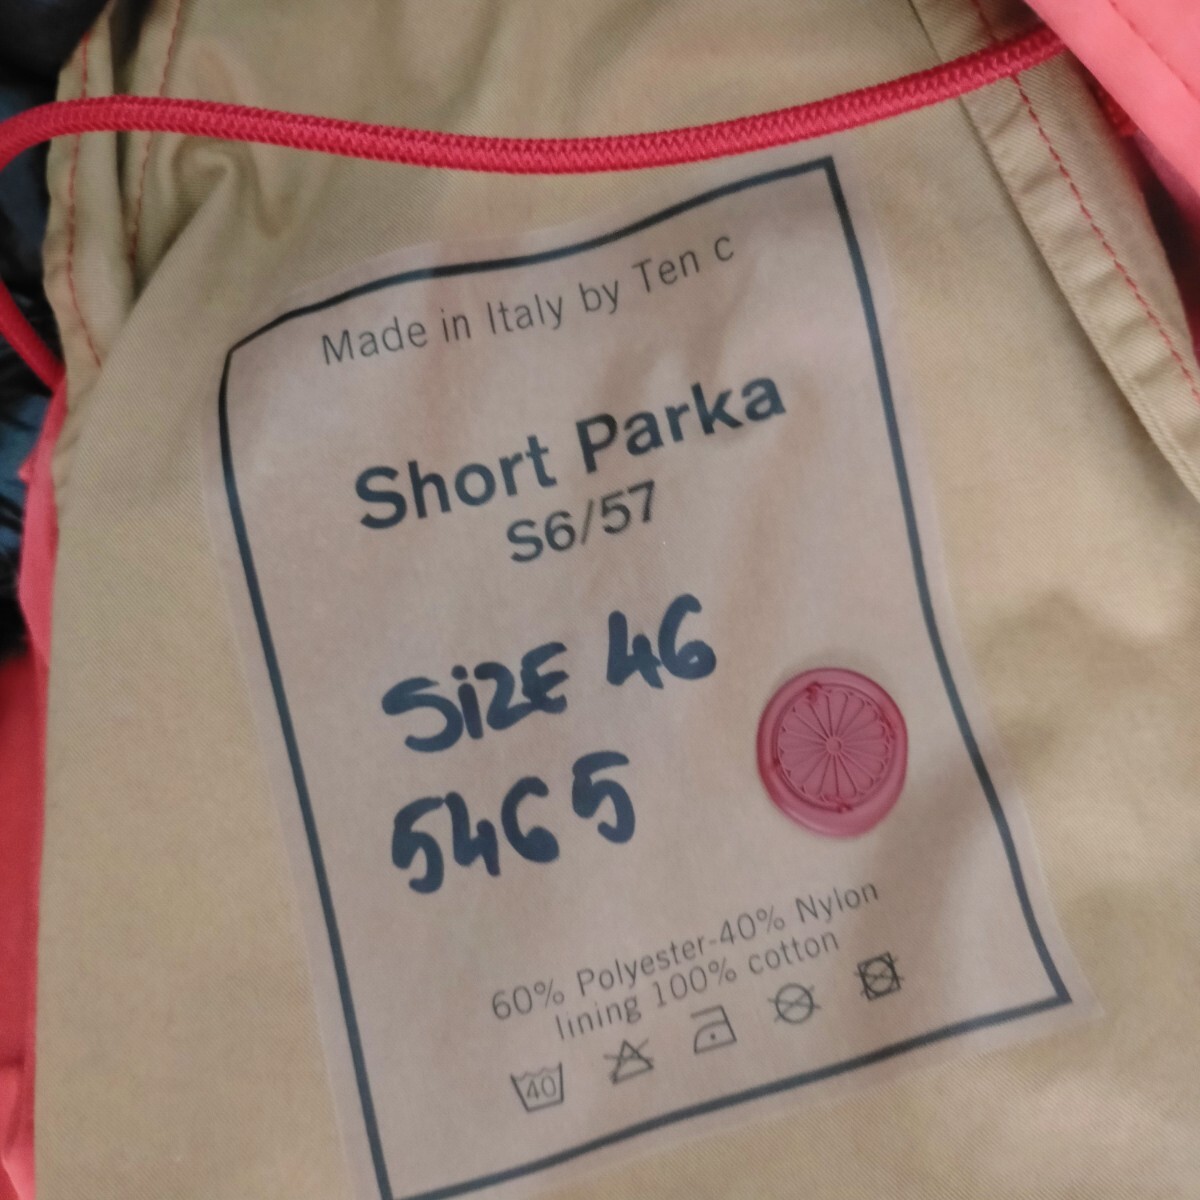 Made in Italy by Ten c
Short Parka
S6/57
SiZE 46
5465
60% Polyester-40% Nylon
lining 100% cotton
40